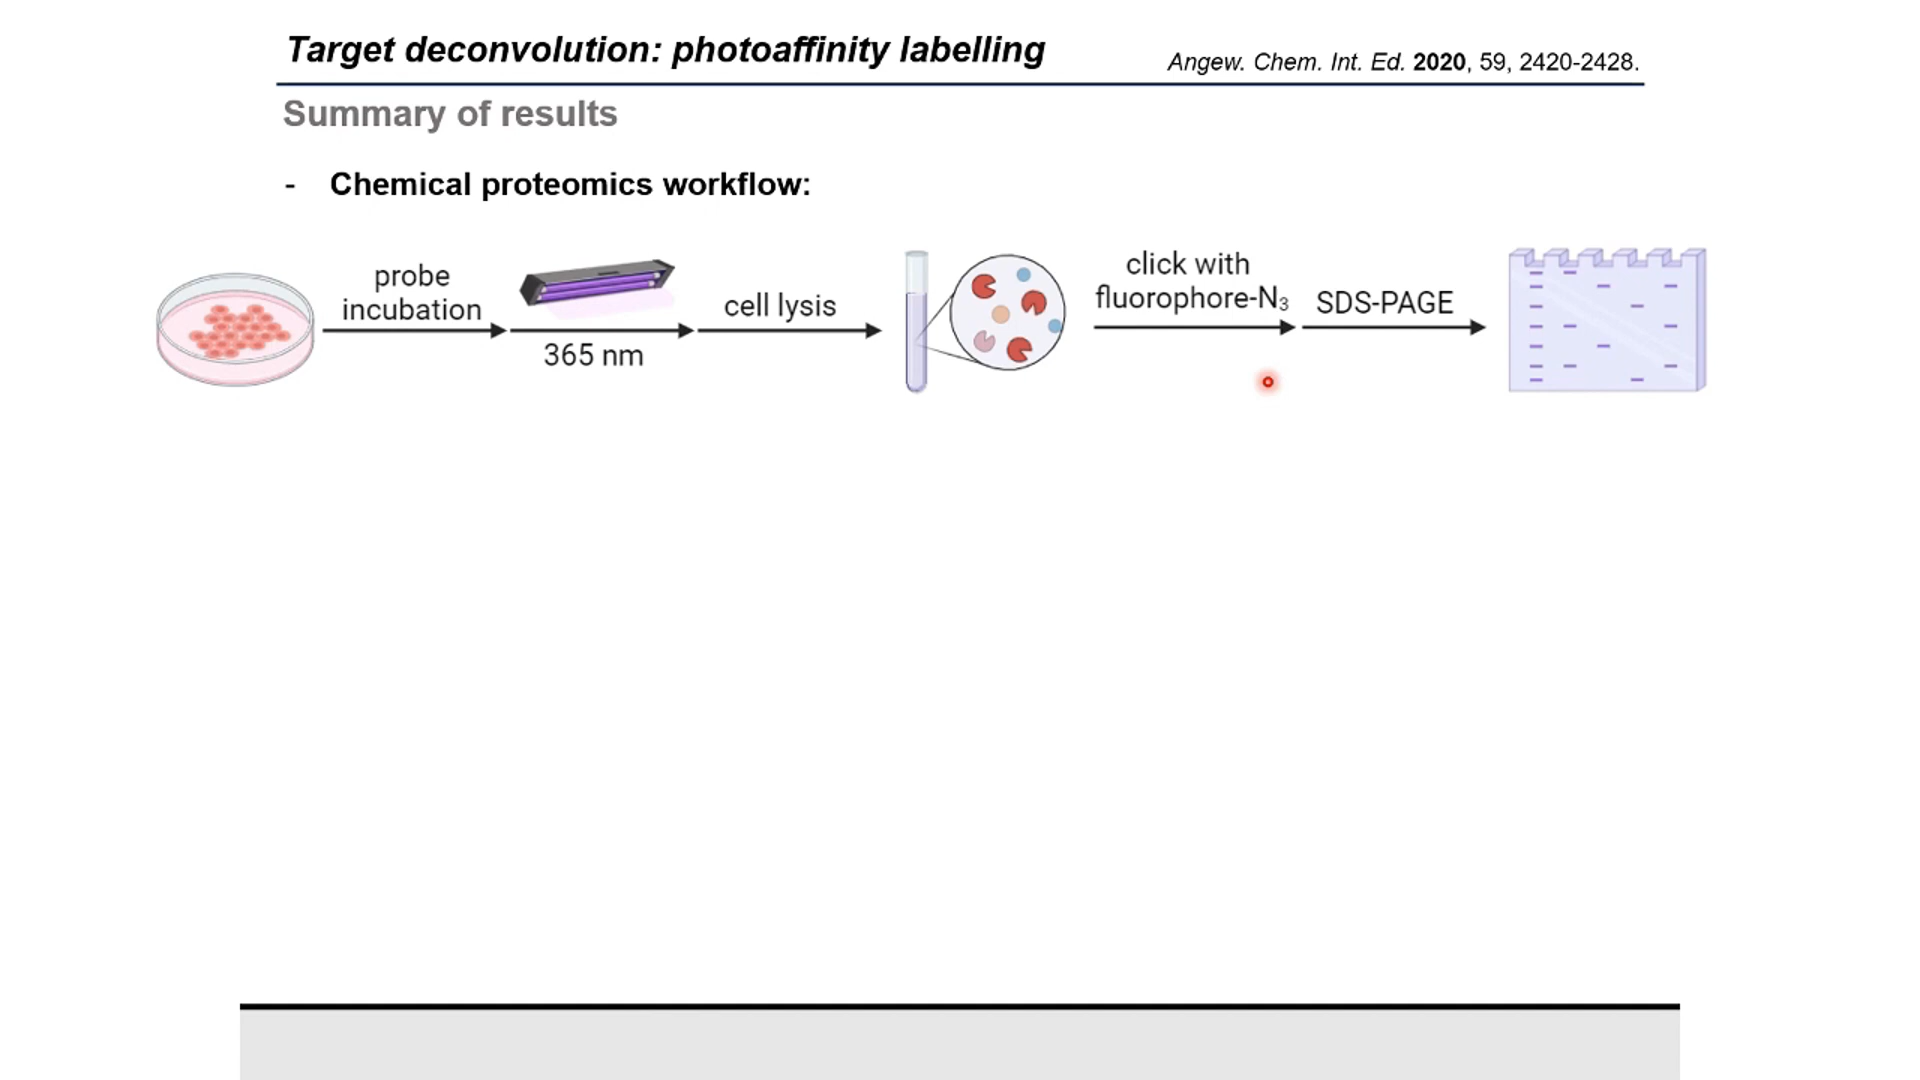 Target deconvolution: photoaffinity labelling
Angew. Chem. Int. Ed. 2020, 59, 2420-2428.
Summary of results
- Chemical proteomics workflow:
probe
incubation
365 nm
cell lysis
click with
fluorophore-N₃
SDS-PAGE